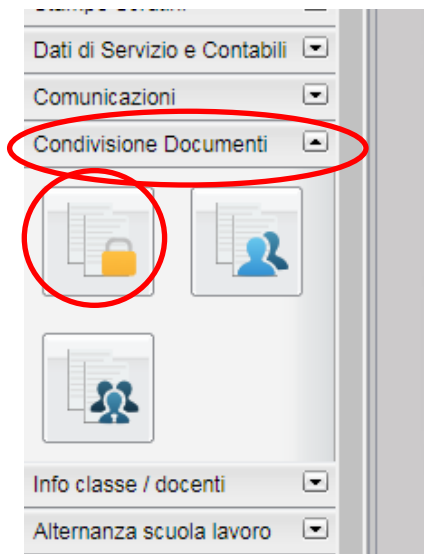 Dati di Servizio e Contabili
Comunicazioni
Condivisione Documenti
Info classe / docenti
Alternanza scuola lavoro